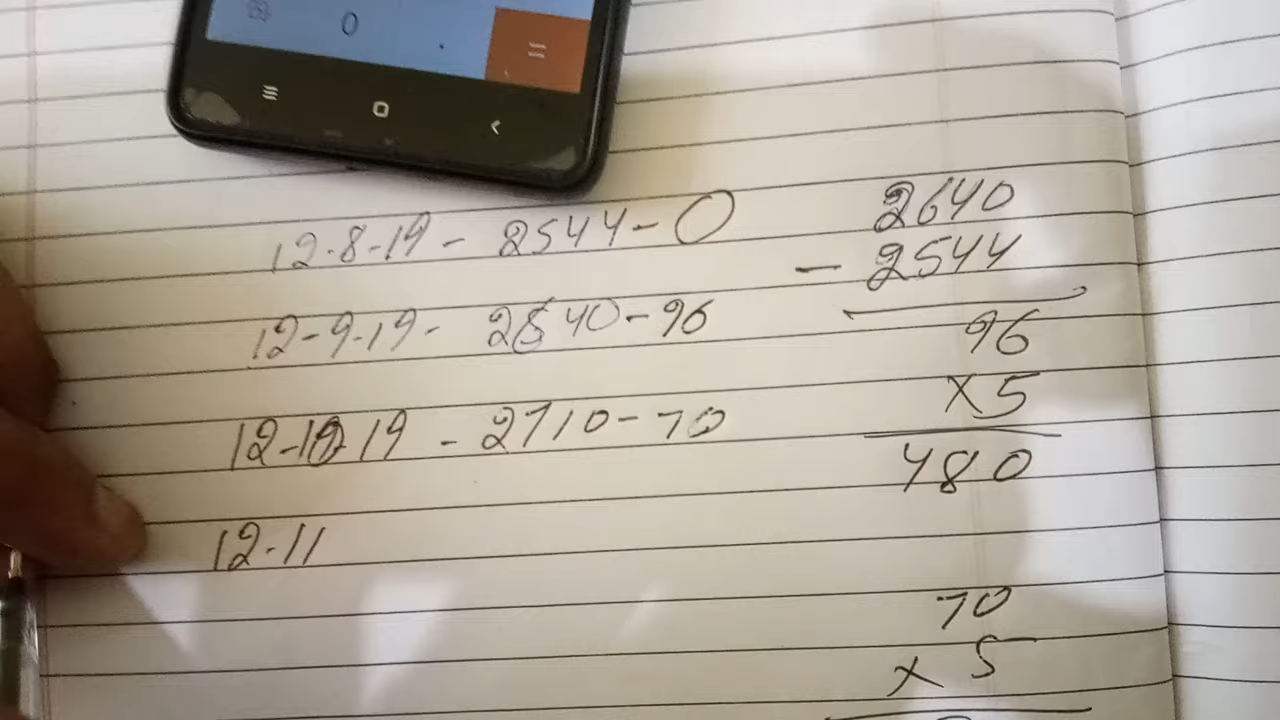 0 . =
12-8-19 - 2544-0
12-9-19- 2640-96
12-10-19 - 2710-70
12-11
2640
- 2544
96
x5
480
70
x 5